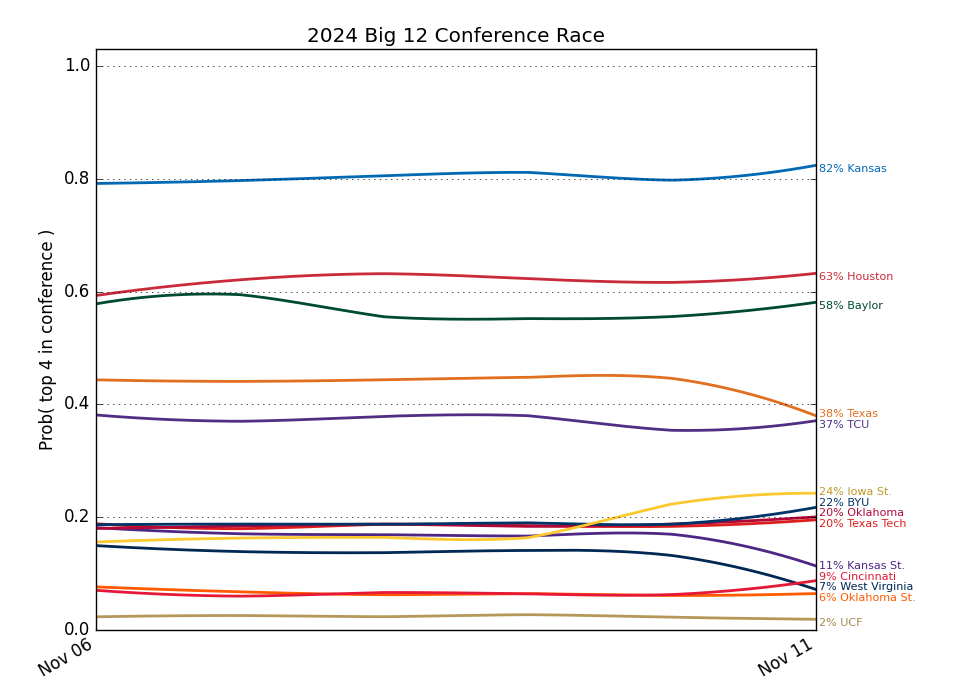 2024 Big 12 Conference Race
Prob( top 4 in conference )
1.0
0.8
0.6
0.4
0.2
0.0
Nov 06
Nov 11
82% Kansas
63% Houston
58% Baylor
38% Texas
37% TCU
24% Iowa St.
22% BYU
20% Oklahoma
20% Texas Tech
11% Kansas St.
9% Cincinnati
7% West Virginia
6% Oklahoma St.
2% UCF